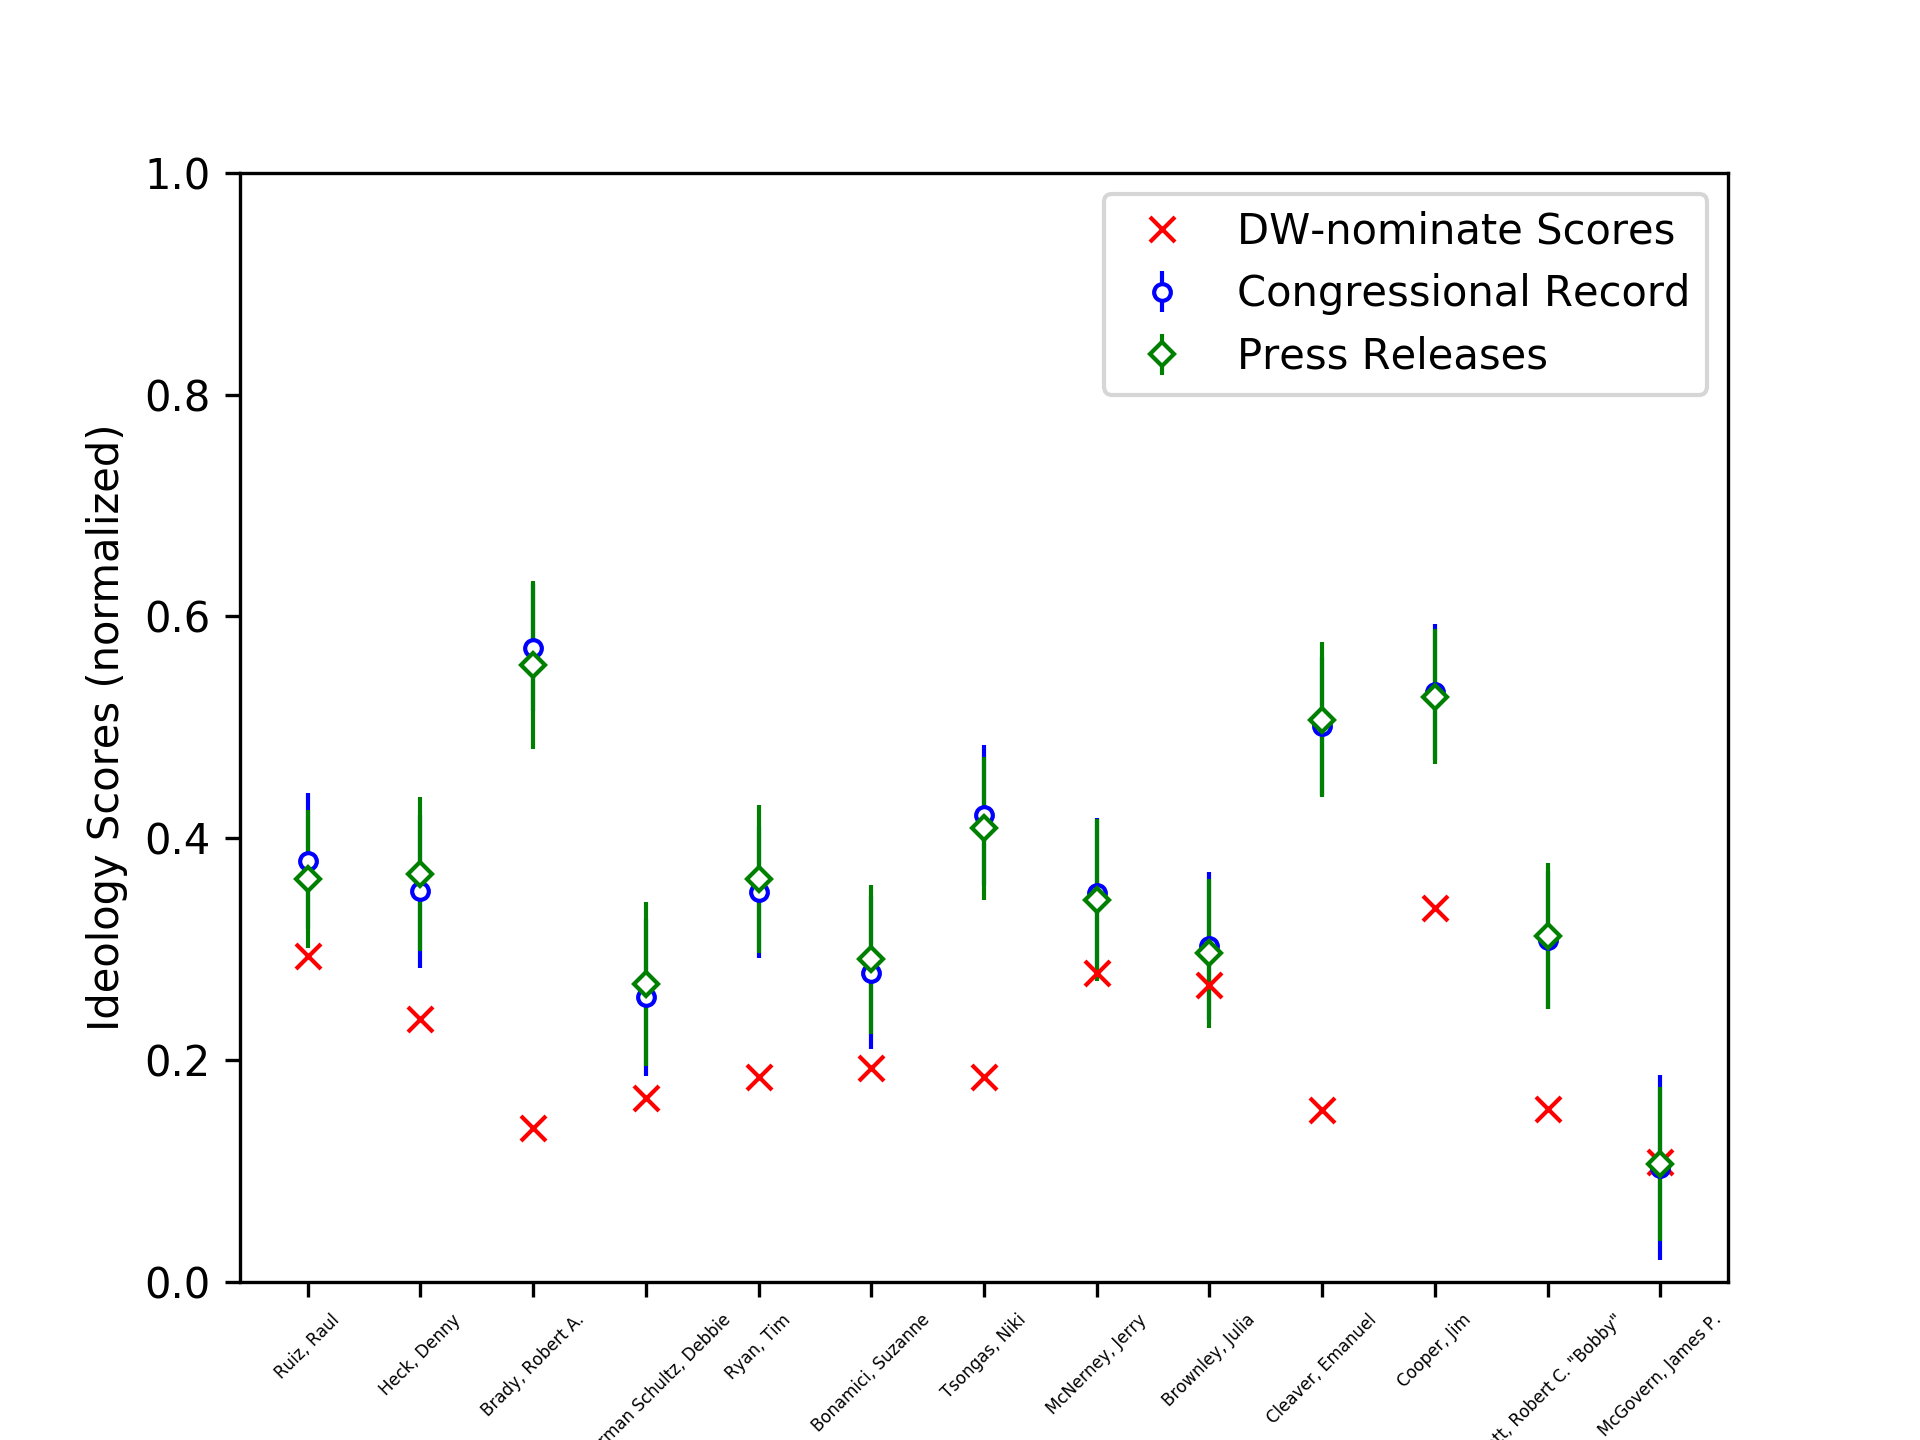 1.0
0.8
0.6
0.4
0.2
0.0
Ideology Scores (normalized)
DW-nominate Scores
Congressional Record
Press Releases
Ruiz, Raul
Heck, Denny
Brady, Robert A.
Schultz, Debbie
Ryan, Tim
Bonamici, Suzanne
Tsongas, Niki
McNerney, Jerry
Brownley, Julia
Cleaver, Emanuel
Cooper, Jim
Robert C. "Bobby"
McGovern, James P.